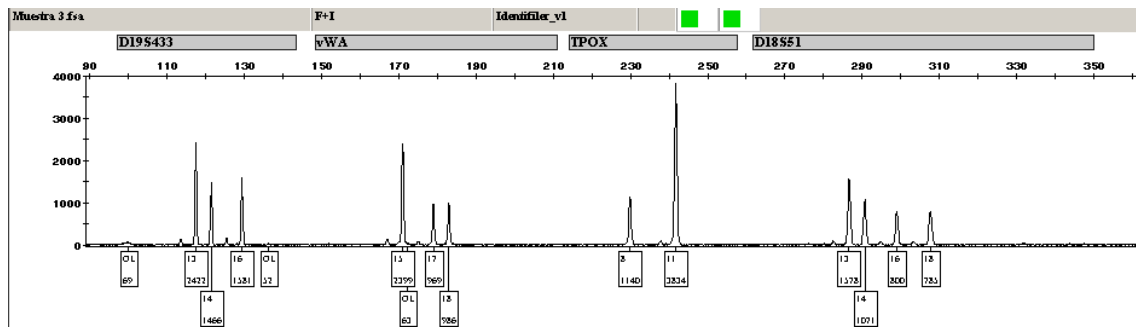 Muestra 3.fsa F+I Identifiler_v1
D19S433 vWA TPOX D18S51
90 110 130 150 170 190 210 230 250 270 290 310 330 350
4000
3000
2000
1000
0
OL 13 16 OL 15 17 8 11 13 16 18
69 2422 1581 52 2399 969 1140 3834 1578 800 785
14 OL 18 14
1466 63 986 1071